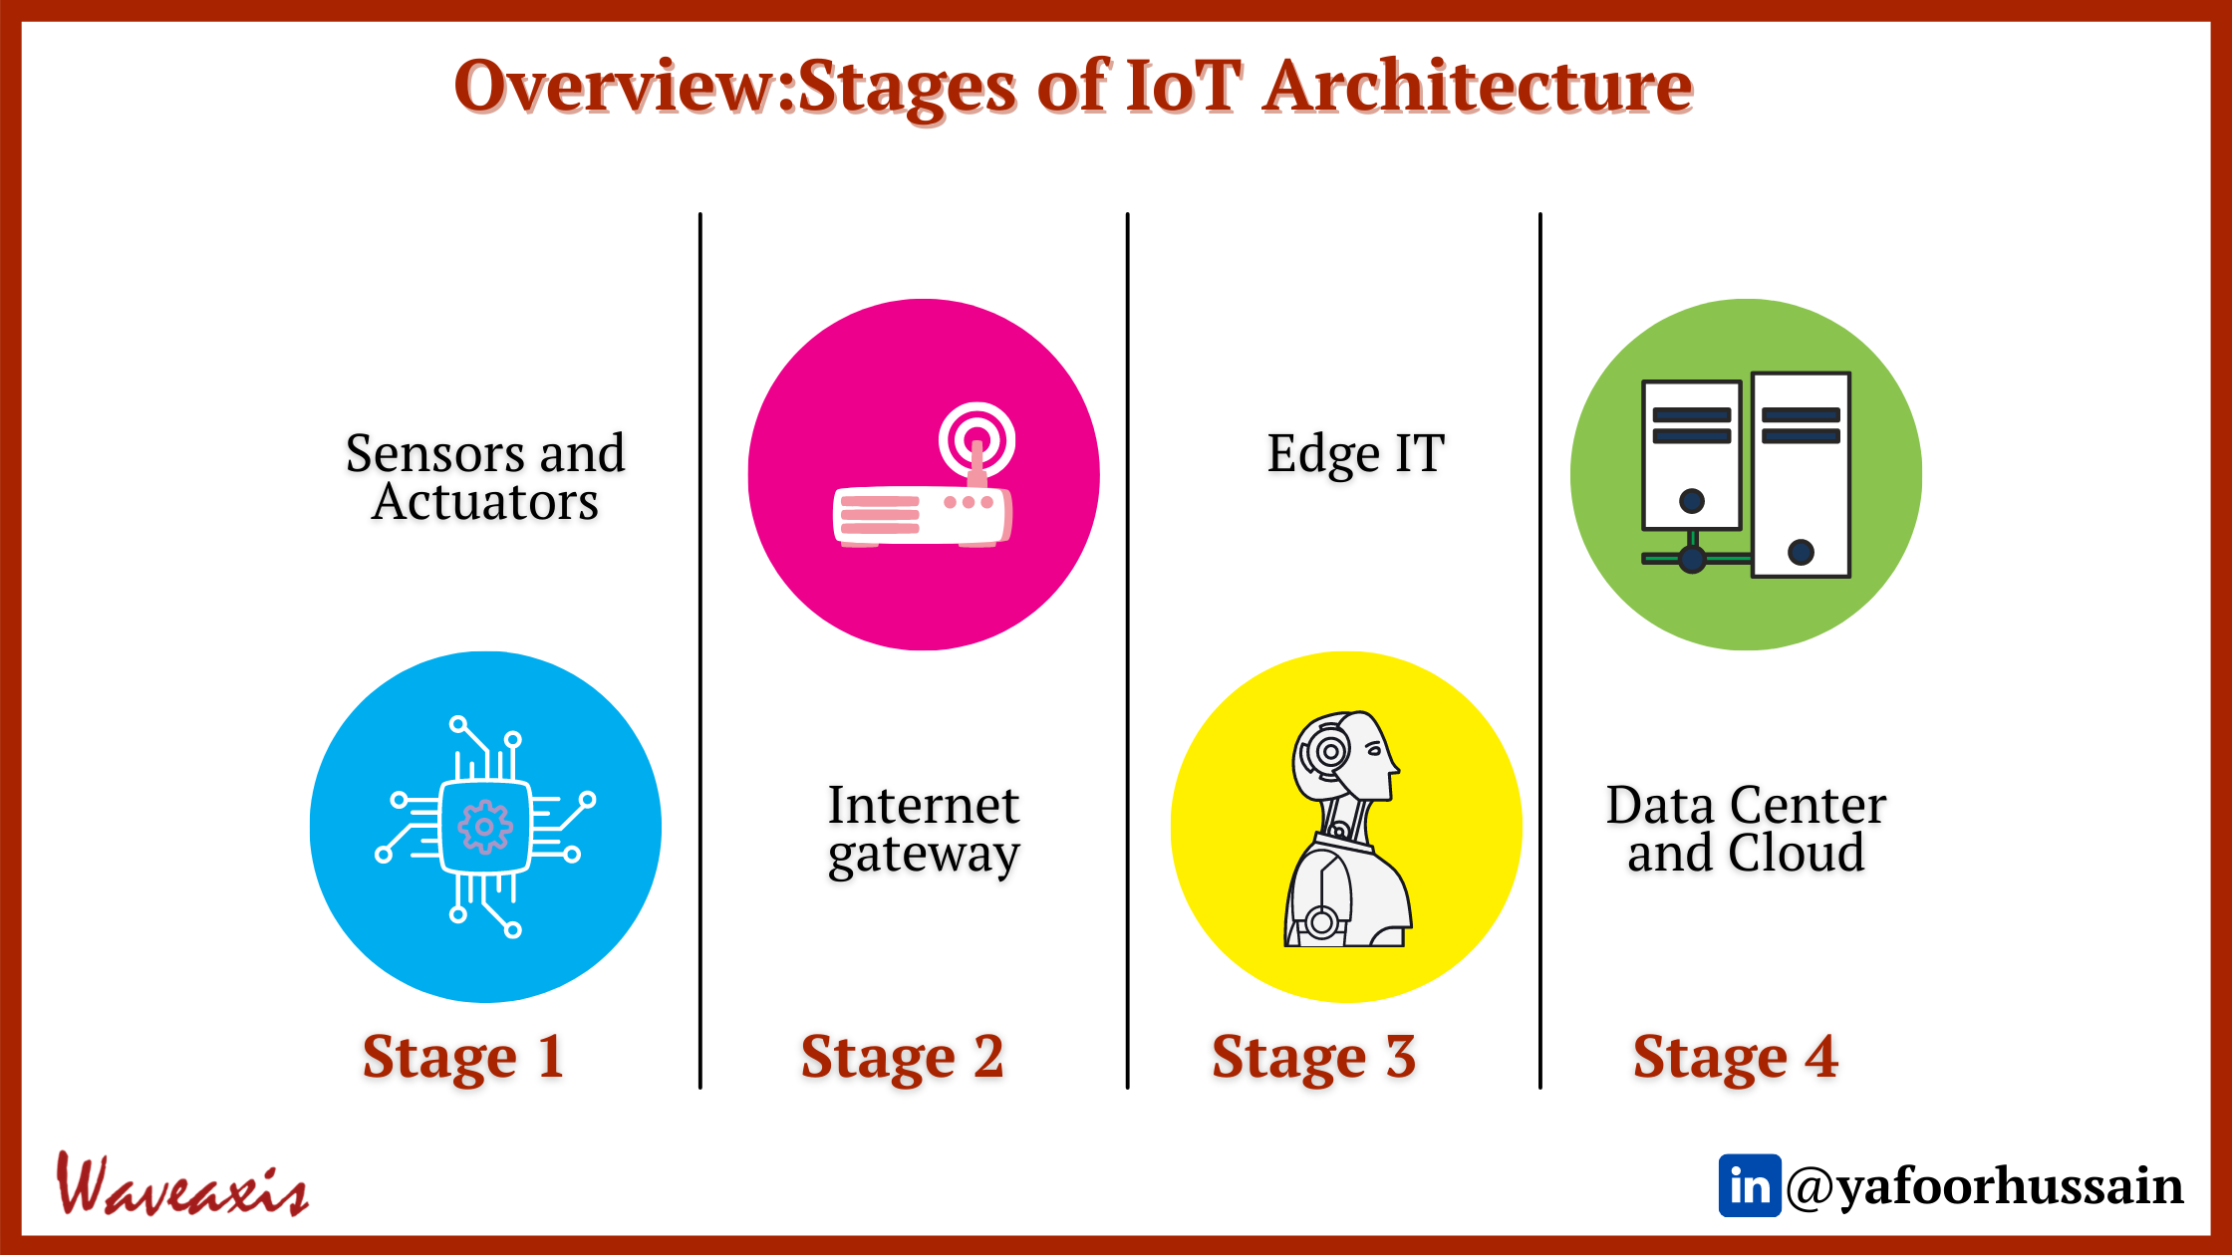 Overview:Stages of IoT Architecture
Sensors and
Actuators
Stage 1
Internet
gateway
Stage 2
Edge IT
Stage 3
Data Center
and Cloud
Stage 4
Waveaxis
in @yafoorhussain